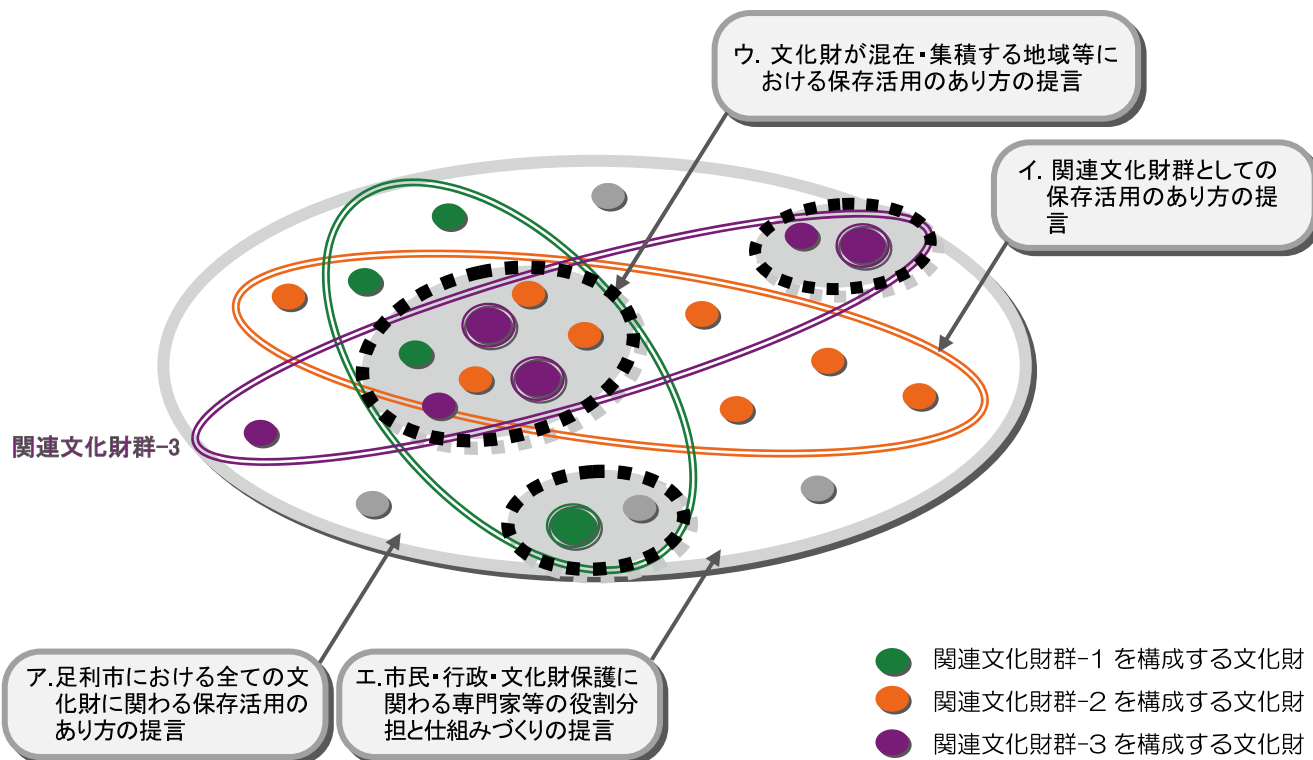 ウ. 文化財が混在・集積する地域等に
おける保存活用のあり方の提言
イ. 関連文化財群としての
保存活用のあり方の提
言
関連文化財群-3
ア.足利市における全ての文
化財に関わる保存活用の
あり方の提言
エ.市民・行政・文化財保護に
関わる専門家等の役割分
担と仕組みづくりの提言
関連文化財群-1 を構成する文化財
関連文化財群-2 を構成する文化財
関連文化財群-3 を構成する文化財